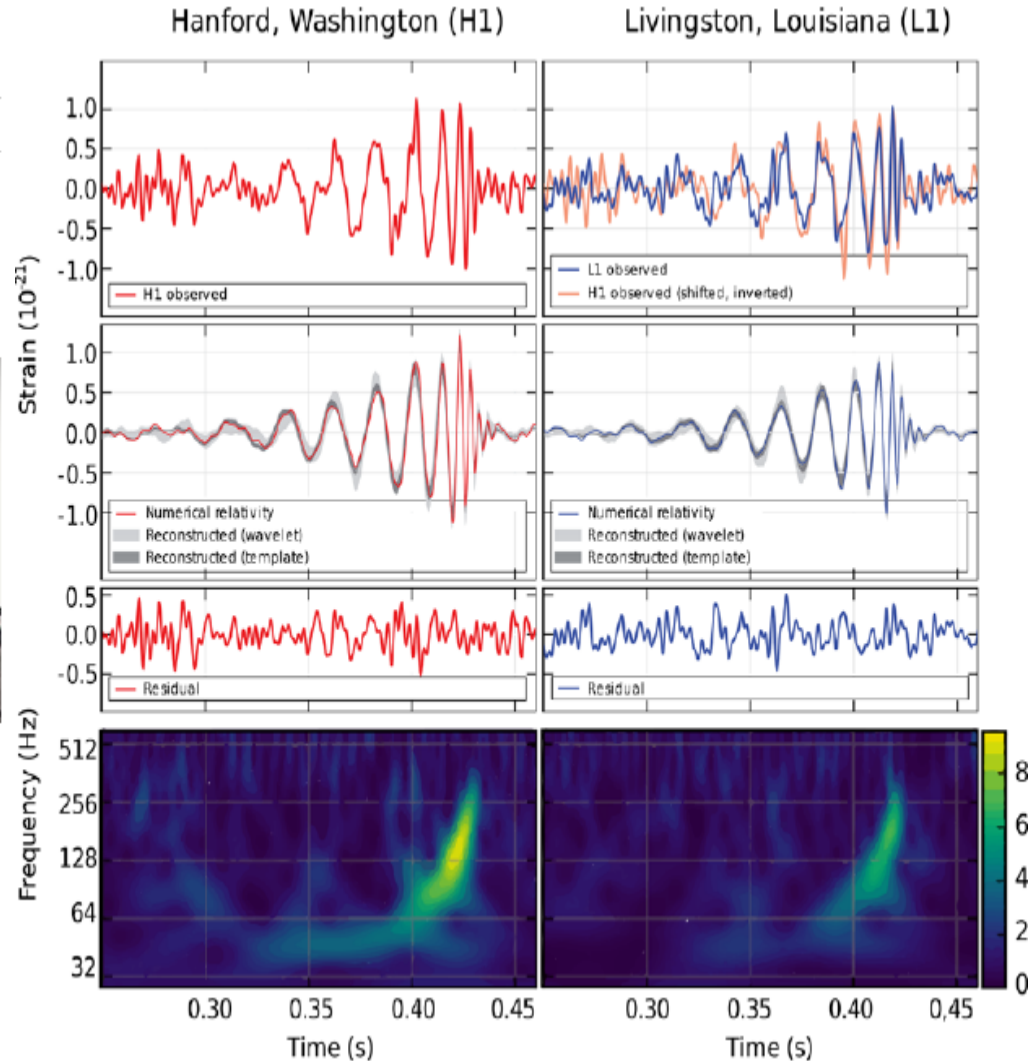 Hanford, Washington (H1)
Livingston, Louisiana (L1)
Strain (10⁻²¹)
1.0
0.5
0.0
-0.5
-1.0
H1 observed
L1 observed
H1 observed (shifted, inverted)
1.0
0.5
0.0
-0.5
-1.0
Numerical relativity
Reconstructed (wavelet)
Reconstructed (template)
Numerical relativity
Reconstructed (wavelet)
Reconstructed (template)
0.5
0.0
-0.5
Residual
Residual
Frequency (Hz)
512
256
128
64
32
8
6
4
2
0
0.30 0.35 0.40 0.45
0.30 0.35 0.40 0,45
Time (s)
Time (s)